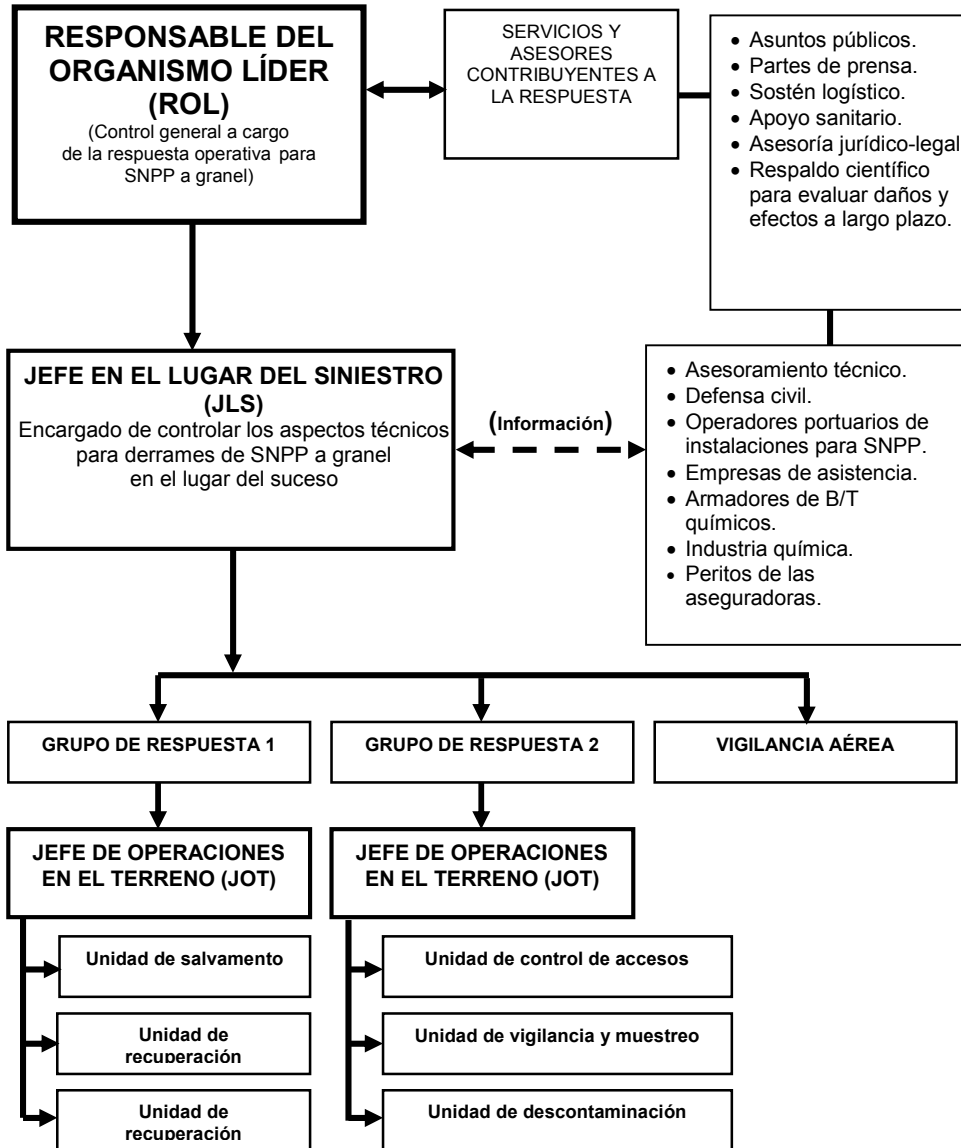 RESPONSABLE DEL
ORGANISMO LÍDER
(ROL)
(Control general a cargo
de la respuesta operativa para
SNPP a granel)
SERVICIOS Y
ASESORES
CONTRIBUYENTES A
LA RESPUESTA
• Asuntos públicos.
• Partes de prensa.
• Sostén logístico.
• Apoyo sanitario.
• Asesoría jurídico-legal
• Respaldo científico
para evaluar daños y
efectos a largo plazo.
JEFE EN EL LUGAR DEL SINIESTRO
(JLS)
Encargado de controlar los aspectos técnicos
para derrames de SNPP a granel
en el lugar del suceso
(Información)
• Asesoramiento técnico.
• Defensa civil.
• Operadores portuarios de
instalaciones para SNPP.
• Empresas de asistencia.
• Armadores de B/T
químicos.
• Industria química.
• Peritos de las
aseguradoras.
GRUPO DE RESPUESTA 1
GRUPO DE RESPUESTA 2
VIGILANCIA AÉREA
JEFE DE OPERACIONES
EN EL TERRENO (JOT)
JEFE DE OPERACIONES
EN EL TERRENO (JOT)
Unidad de salvamento
Unidad de control de accesos
Unidad de
recuperación
Unidad de vigilancia y muestreo
Unidad de
recuperación
Unidad de descontaminación